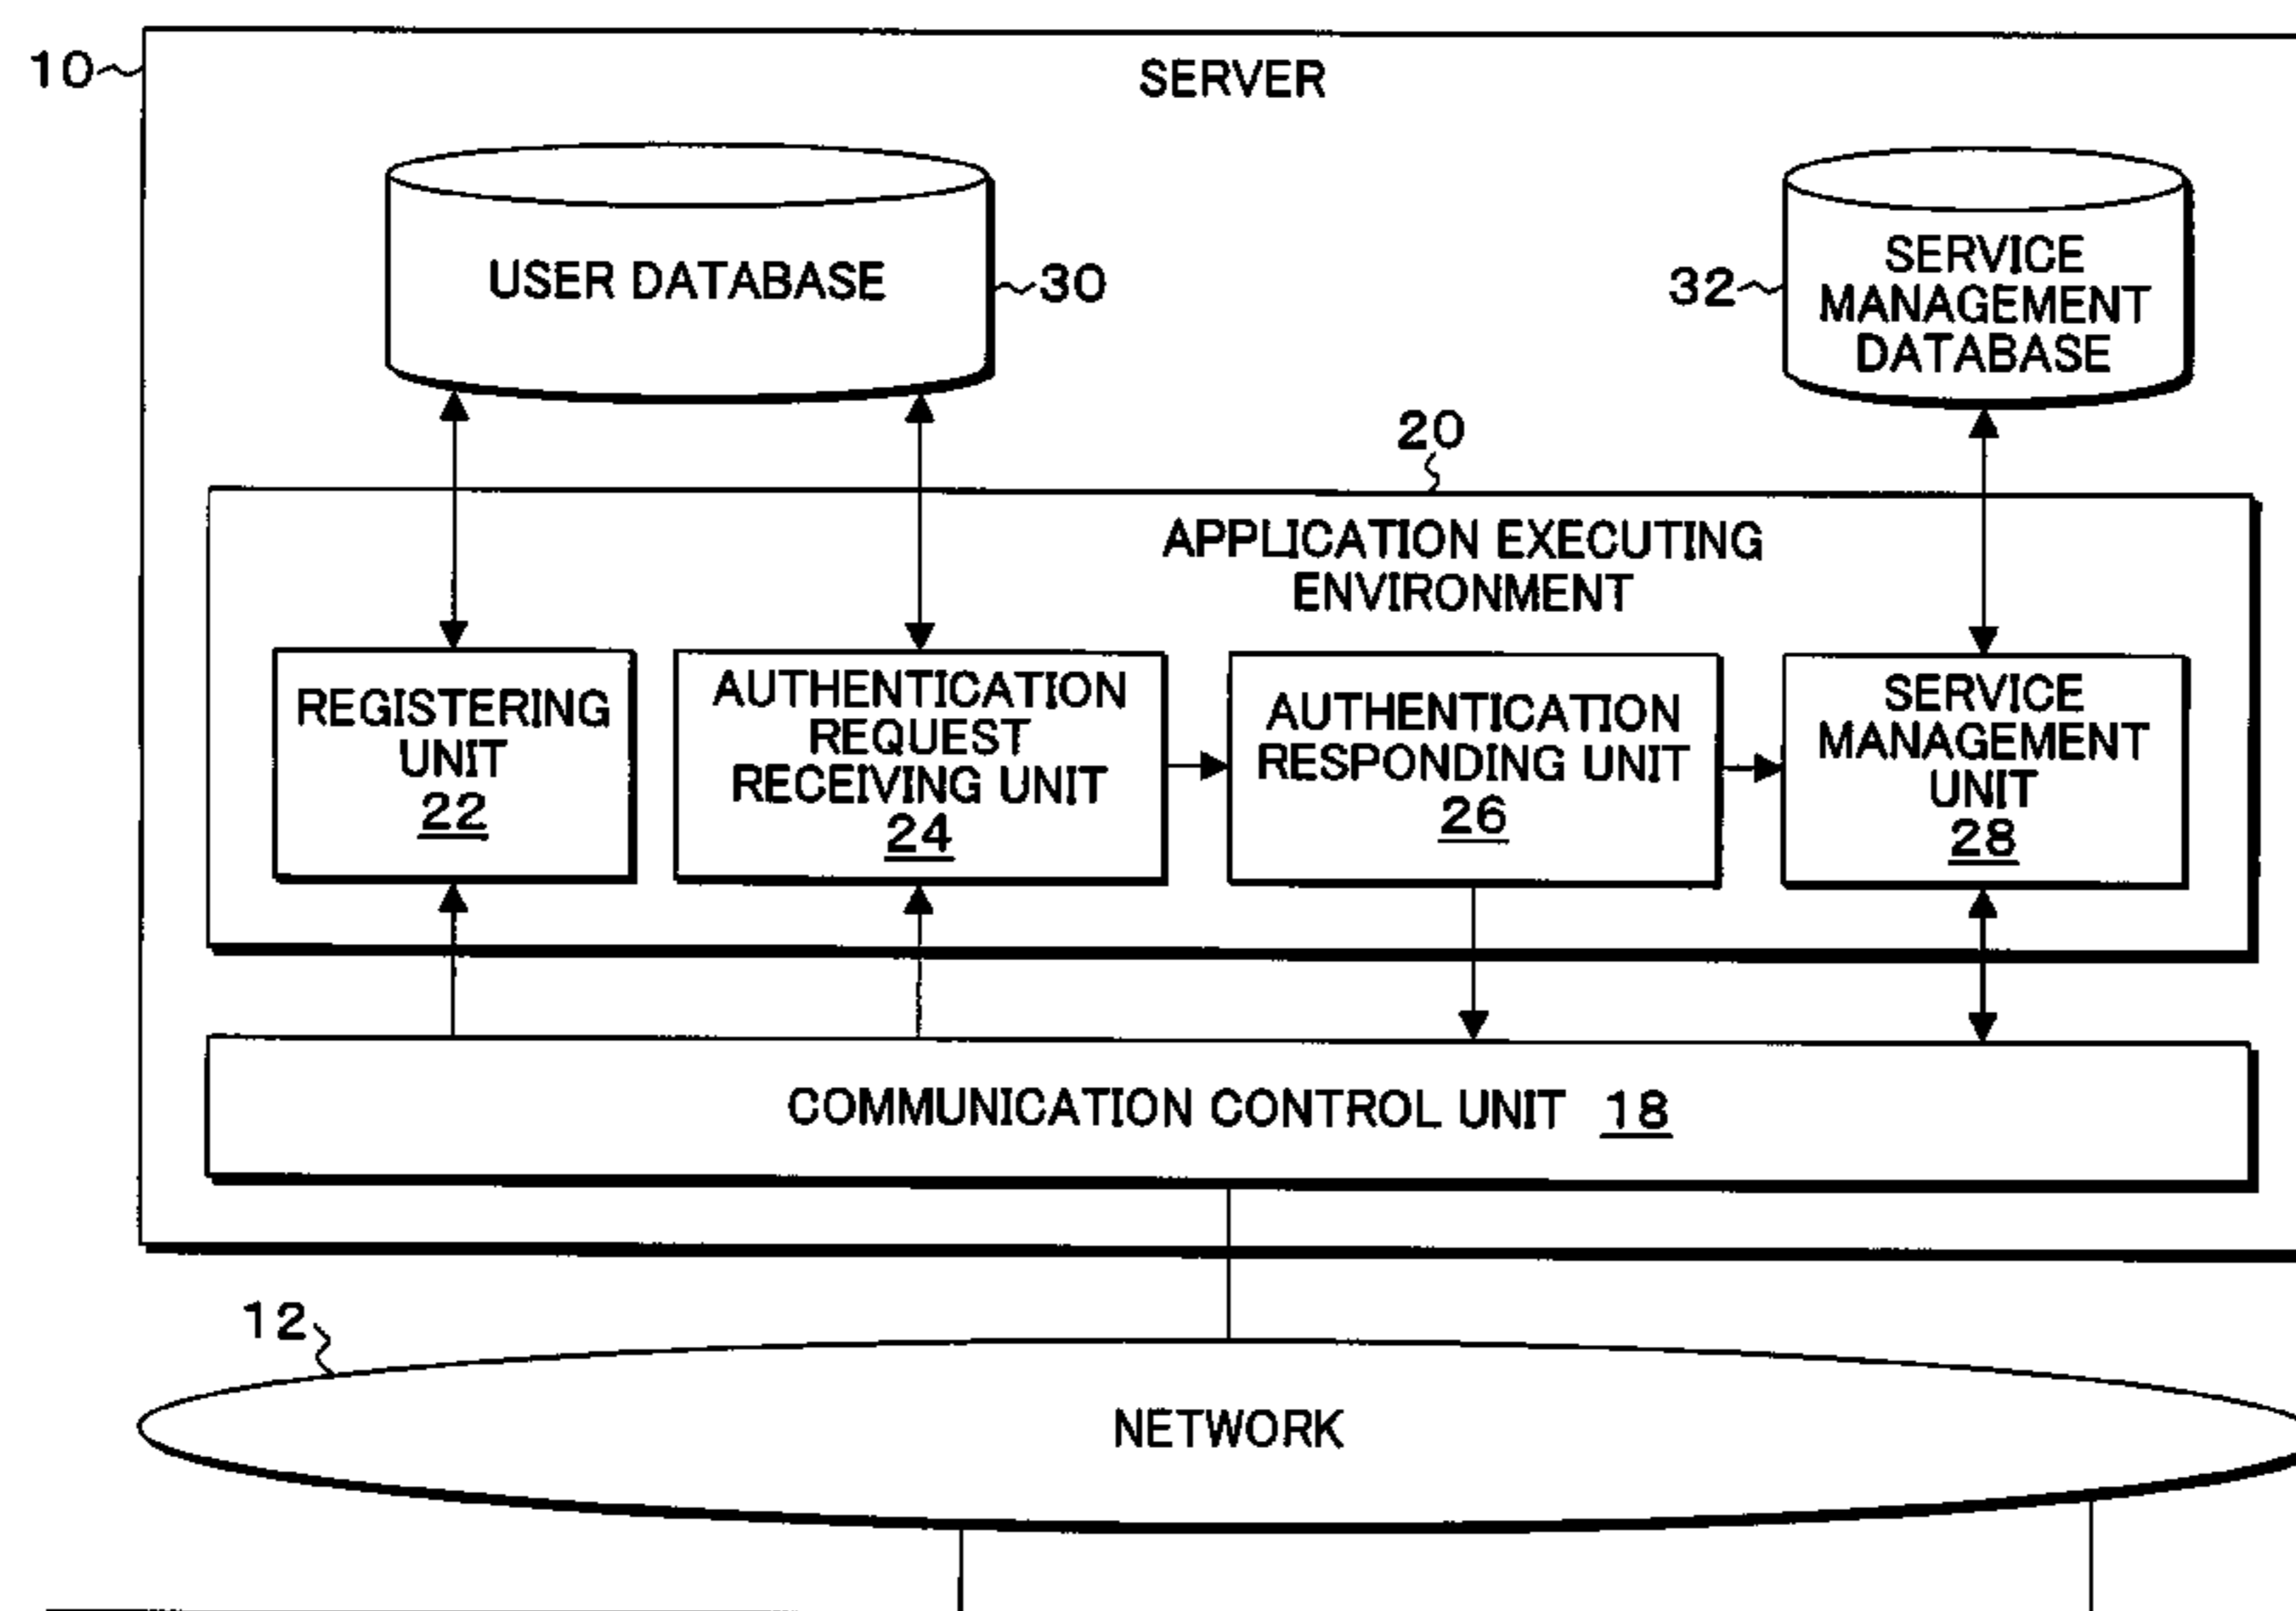 10
SERVER
USER DATABASE
30
32
SERVICE
MANAGEMENT
DATABASE
20
APPLICATION EXECUTING
ENVIRONMENT
REGISTERING
UNIT
22
AUTHENTICATION
REQUEST
RECEIVING UNIT
24
AUTHENTICATION
RESPONDING UNIT
26
SERVICE
MANAGEMENT
UNIT
28
COMMUNICATION CONTROL UNIT 18
12
NETWORK